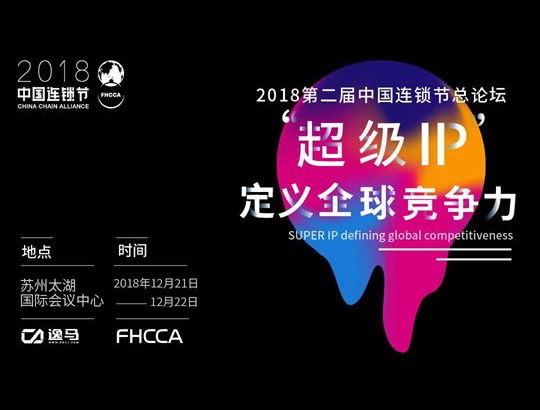 2018
中国连锁节
CHINA CHAIN ALLIANCE
FHCCA
2018第二届中国连锁节总论坛
“超级IP”
定义全球竞争力
SUPER IP defining global competitiveness
地点
时间
苏州太湖
国际会议中心
2018年12月21日
—— 12月22日
逸马
FHCCA